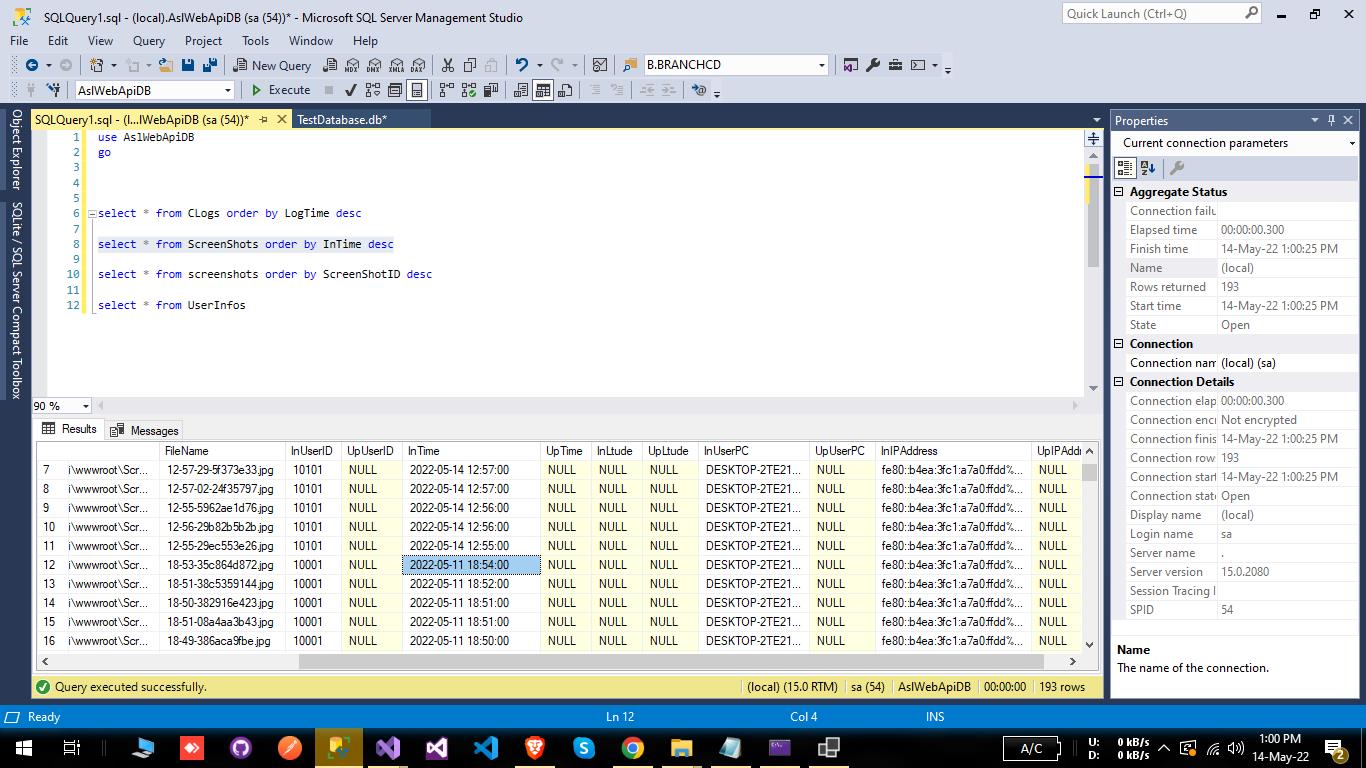 SQLQuery1.sql - (local).AslWebApiDB (sa (54))* - Microsoft SQL Server Management Studio
Quick Launch (Ctrl+Q)
File Edit View Query Project Tools Window Help
New Query MDX DMX XMLA DAX B.BRANCHCD
AslWebApiDB Execute
SQLQuery1.sql - (l...lWebApiDB (sa (54))* TestDatabase.db*
Object Explorer
SQLite / SQL Server Compact Toolbox
1 use AslWebApiDB
2 go
3
4
5
6 select * from CLogs order by LogTime desc
7
8 select * from ScreenShots order by InTime desc
9
10 select * from screenshots order by ScreenShotID desc
11
12 select * from UserInfos
90 %
Results Messages
FileName InUserID UpUserID InTime UpTime InLtude UpLtude InUserPC UpUserPC InIPAddress UpIPAddr
7 i\wwwroot\Scr... 12-57-29-5f373e33.jpg 10101 NULL 2022-05-14 12:57:00 NULL NULL NULL DESKTOP-2TE21... NULL fe80::b4ea:3fc1:a7a0:ffdd%... NULL
8 i\wwwroot\Scr... 12-57-02-24f35797.jpg 10101 NULL 2022-05-14 12:57:00 NULL NULL NULL DESKTOP-2TE21... NULL fe80::b4ea:3fc1:a7a0:ffdd%... NULL
9 i\wwwroot\Scr... 12-55-5962ae1d76.jpg 10101 NULL 2022-05-14 12:56:00 NULL NULL NULL DESKTOP-2TE21... NULL fe80::b4ea:3fc1:a7a0:ffdd%... NULL
10 i\wwwroot\Scr... 12-56-29b82b5b2b.jpg 10101 NULL 2022-05-14 12:56:00 NULL NULL NULL DESKTOP-2TE21... NULL fe80::b4ea:3fc1:a7a0:ffdd%... NULL
11 i\wwwroot\Scr... 12-55-29ec553e26.jpg 10101 NULL 2022-05-14 12:55:00 NULL NULL NULL DESKTOP-2TE21... NULL fe80::b4ea:3fc1:a7a0:ffdd%... NULL
12 i\wwwroot\Scr... 18-53-35c864d872.jpg 10001 NULL 2022-05-11 18:54:00 NULL NULL NULL DESKTOP-2TE21... NULL fe80::b4ea:3fc1:a7a0:ffdd%... NULL
13 i\wwwroot\Scr... 18-51-38c5359144.jpg 10001 NULL 2022-05-11 18:52:00 NULL NULL NULL DESKTOP-2TE21... NULL fe80::b4ea:3fc1:a7a0:ffdd%... NULL
14 i\wwwroot\Scr... 18-50-382916e423.jpg 10001 NULL 2022-05-11 18:51:00 NULL NULL NULL DESKTOP-2TE21... NULL fe80::b4ea:3fc1:a7a0:ffdd%... NULL
15 i\wwwroot\Scr... 18-51-08a4aa3b43.jpg 10001 NULL 2022-05-11 18:51:00 NULL NULL NULL DESKTOP-2TE21... NULL fe80::b4ea:3fc1:a7a0:ffdd%... NULL
16 i\wwwroot\Scr... 18-49-386aca9fbe.jpg 10001 NULL 2022-05-11 18:50:00 NULL NULL NULL DESKTOP-2TE21... NULL fe80::b4ea:3fc1:a7a0:ffdd%... NULL
Query executed successfully. (local) (15.0 RTM) sa (54) AslWebApiDB 00:00:00 193 rows
Properties
Current connection parameters
Aggregate Status
Connection failu
Elapsed time 00:00:00.300
Finish time 14-May-22 1:00:25 PM
Name (local)
Rows returned 193
Start time 14-May-22 1:00:25 PM
State Open
Connection
Connection nam (local) (sa)
Connection Details
Connection elap 00:00:00.300
Connection encr Not encrypted
Connection finis 14-May-22 1:00:25 PM
Connection row 193
Connection start 14-May-22 1:00:25 PM
Connection state Open
Display name (local)
Login name sa
Server name .
Server version 15.0.2080
Session Tracing I
SPID 54
Name
The name of the connection.
Ready Ln 12 Col 4 INS
A/C
U: 0 kB/s
D: 0 kB/s
1:00 PM
14-May-22
2